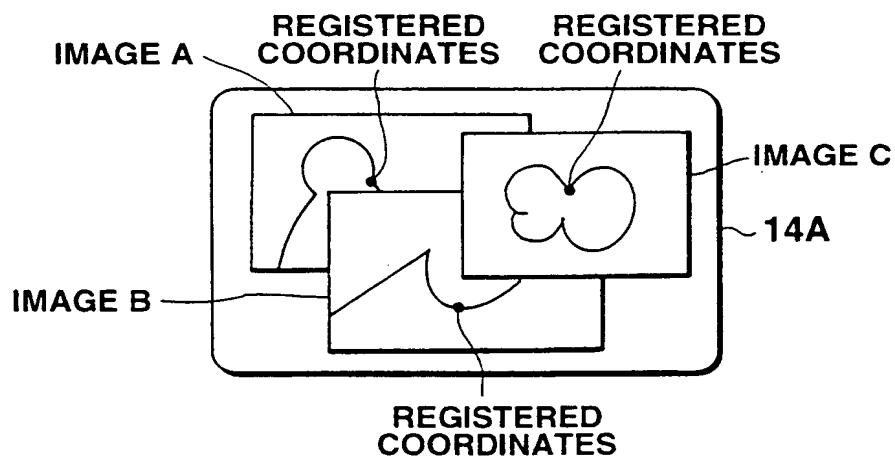 REGISTERED
COORDINATES
REGISTERED
COORDINATES
IMAGE A
IMAGE C
14A
IMAGE B
REGISTERED
COORDINATES